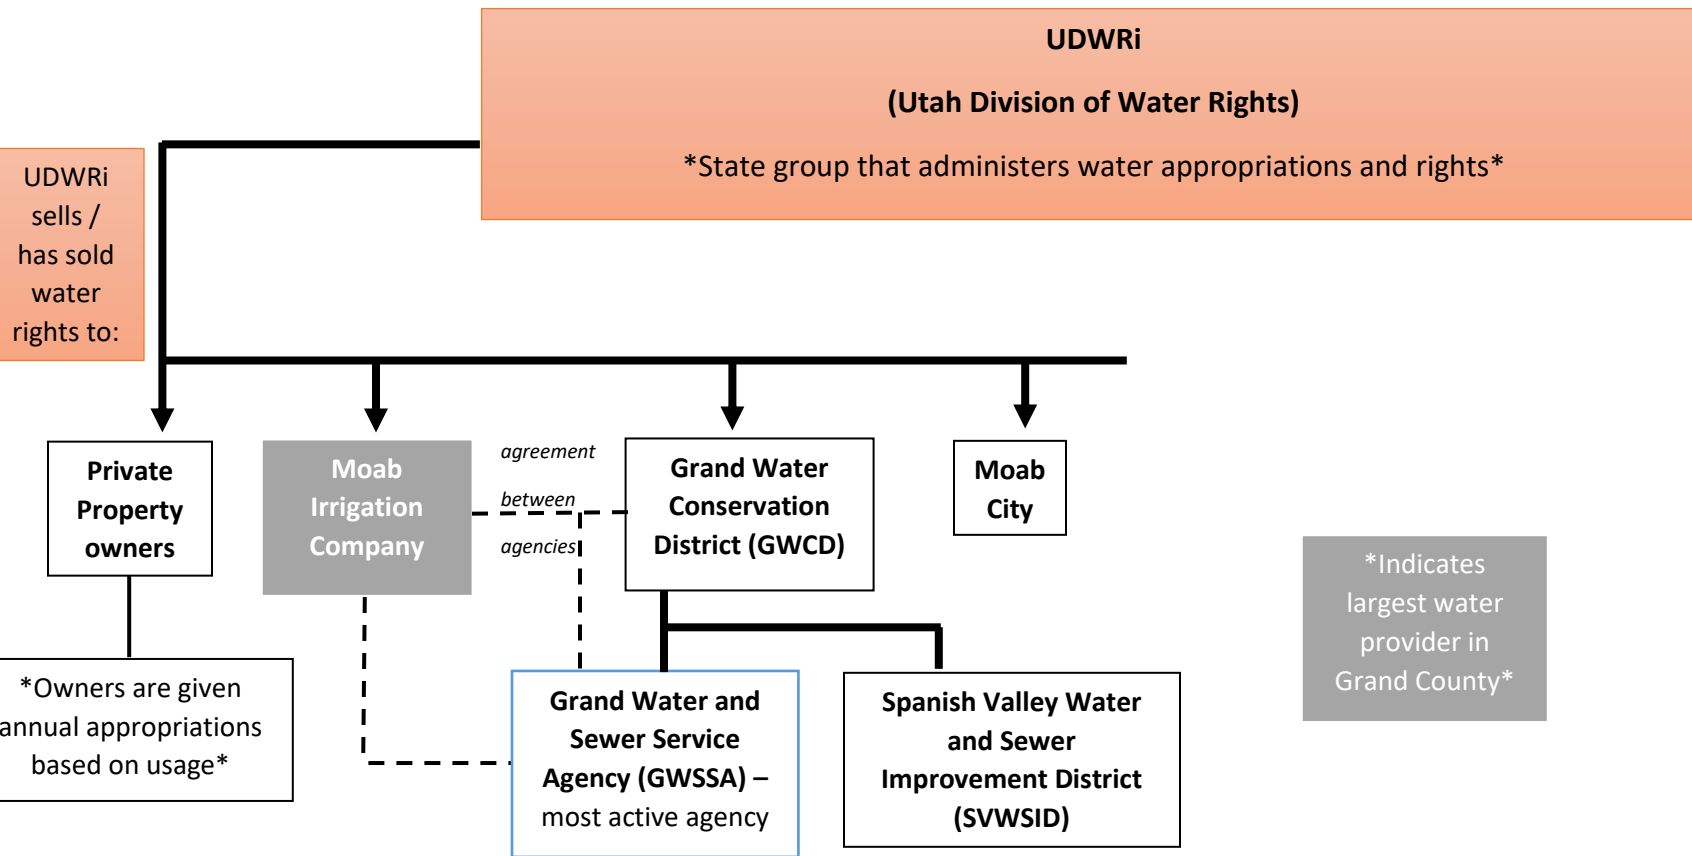 UDWRi
(Utah Division of Water Rights)
*State group that administers water appropriations and rights*
UDWRi
sells /
has sold
water
rights to:
Private
Property
owners
Moab
Irrigation
Company
agreement
between
agencies
Grand Water
Conservation
District (GWCD)
Moab
City
*Indicates
largest water
provider in
Grand County*
*Owners are given
annual appropriations
based on usage*
Grand Water and
Sewer Service
Agency (GWSSA) –
most active agency
Spanish Valley Water
and Sewer
Improvement District
(SVWSID)